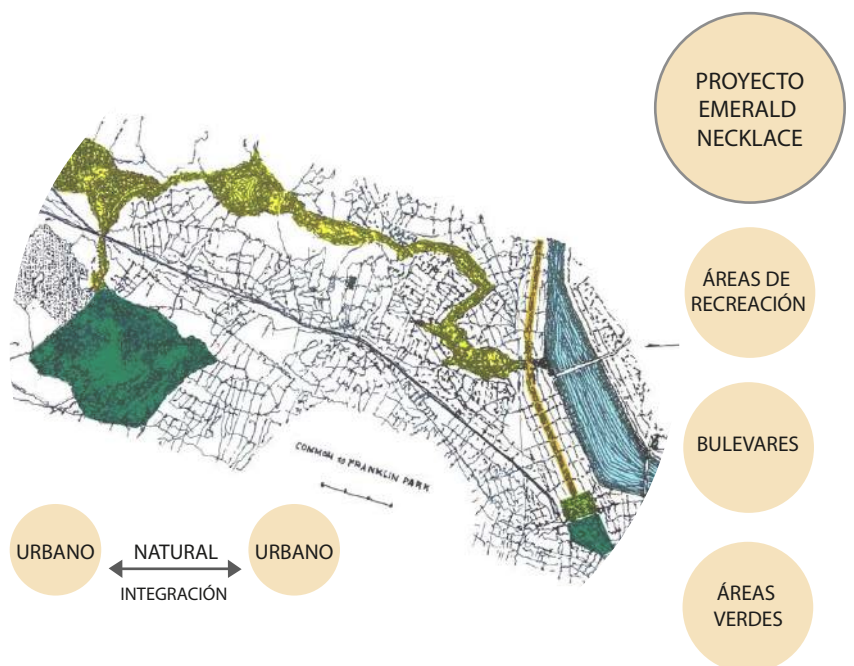 PROYECTO
EMERALD
NECKLACE
ÁREAS DE
RECREACIÓN
BULEVARES
ÁREAS
VERDES
COMMON to FRANKLIN PARK
URBANO
NATURAL
URBANO
INTEGRACIÓN